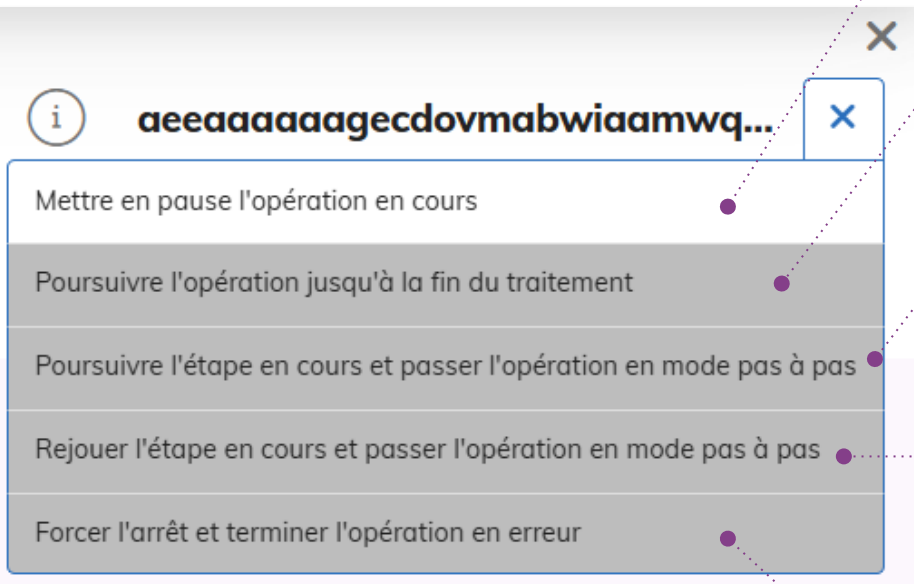 i
aeeaaaaaagecdovmabwiaamwq...
Mettre en pause l'opération en cours
Poursuivre l'opération jusqu'à la fin du traitement
Poursuivre l'étape en cours et passer l'opération en mode pas à pas
Rejouer l'étape en cours et passer l'opération en mode pas à pas
Forcer l'arrêt et terminer l'opération en erreur